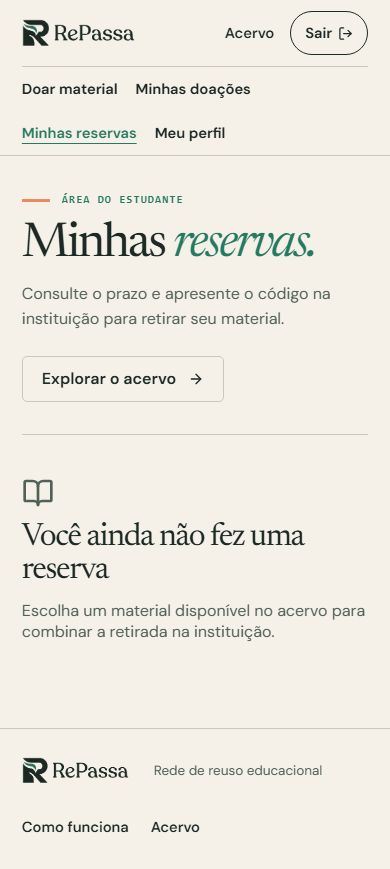 RePassa
Acervo
Sair
Doar material
Minhas doações
Minhas reservas
Meu perfil
ÁREA DO ESTUDANTE
Minhas reservas.
Consulte o prazo e apresente o código na
instituição para retirar seu material.
Explorar o acervo →
Você ainda não fez uma
reserva
Escolha um material disponível no acervo para
combinar a retirada na instituição.
RePassa
Rede de reuso educacional
Como funciona
Acervo